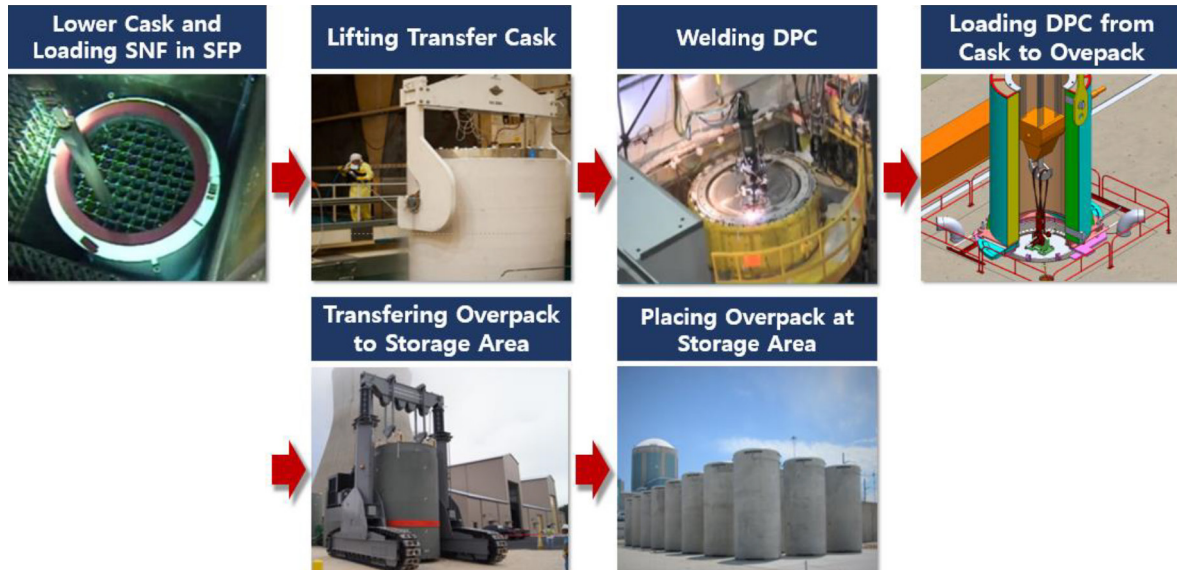 Lower Cask and
Loading SNF in SFP
Lifting Transfer Cask
Welding DPC
Loading DPC from
Cask to Ovepack
Transfering Overpack
to Storage Area
Placing Overpack at
Storage Area